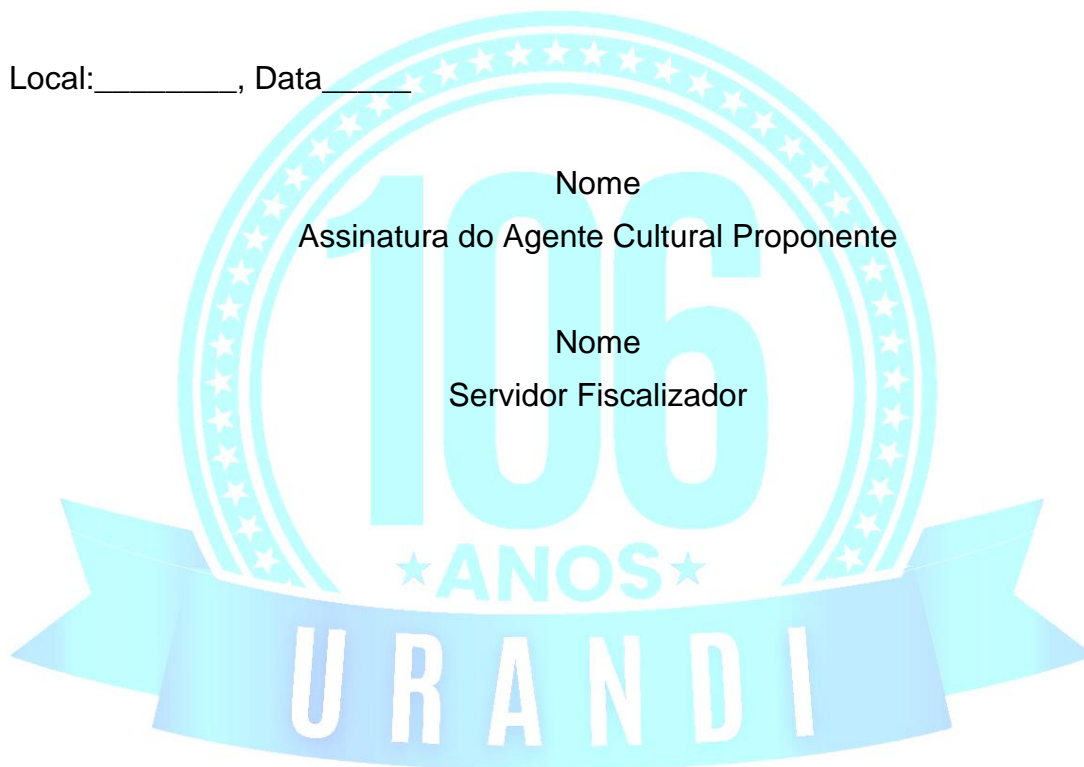 Local:________, Data_____
Nome
Assinatura do Agente Cultural Proponente
Nome
Servidor Fiscalizador
106
★ANOS★
URANDI